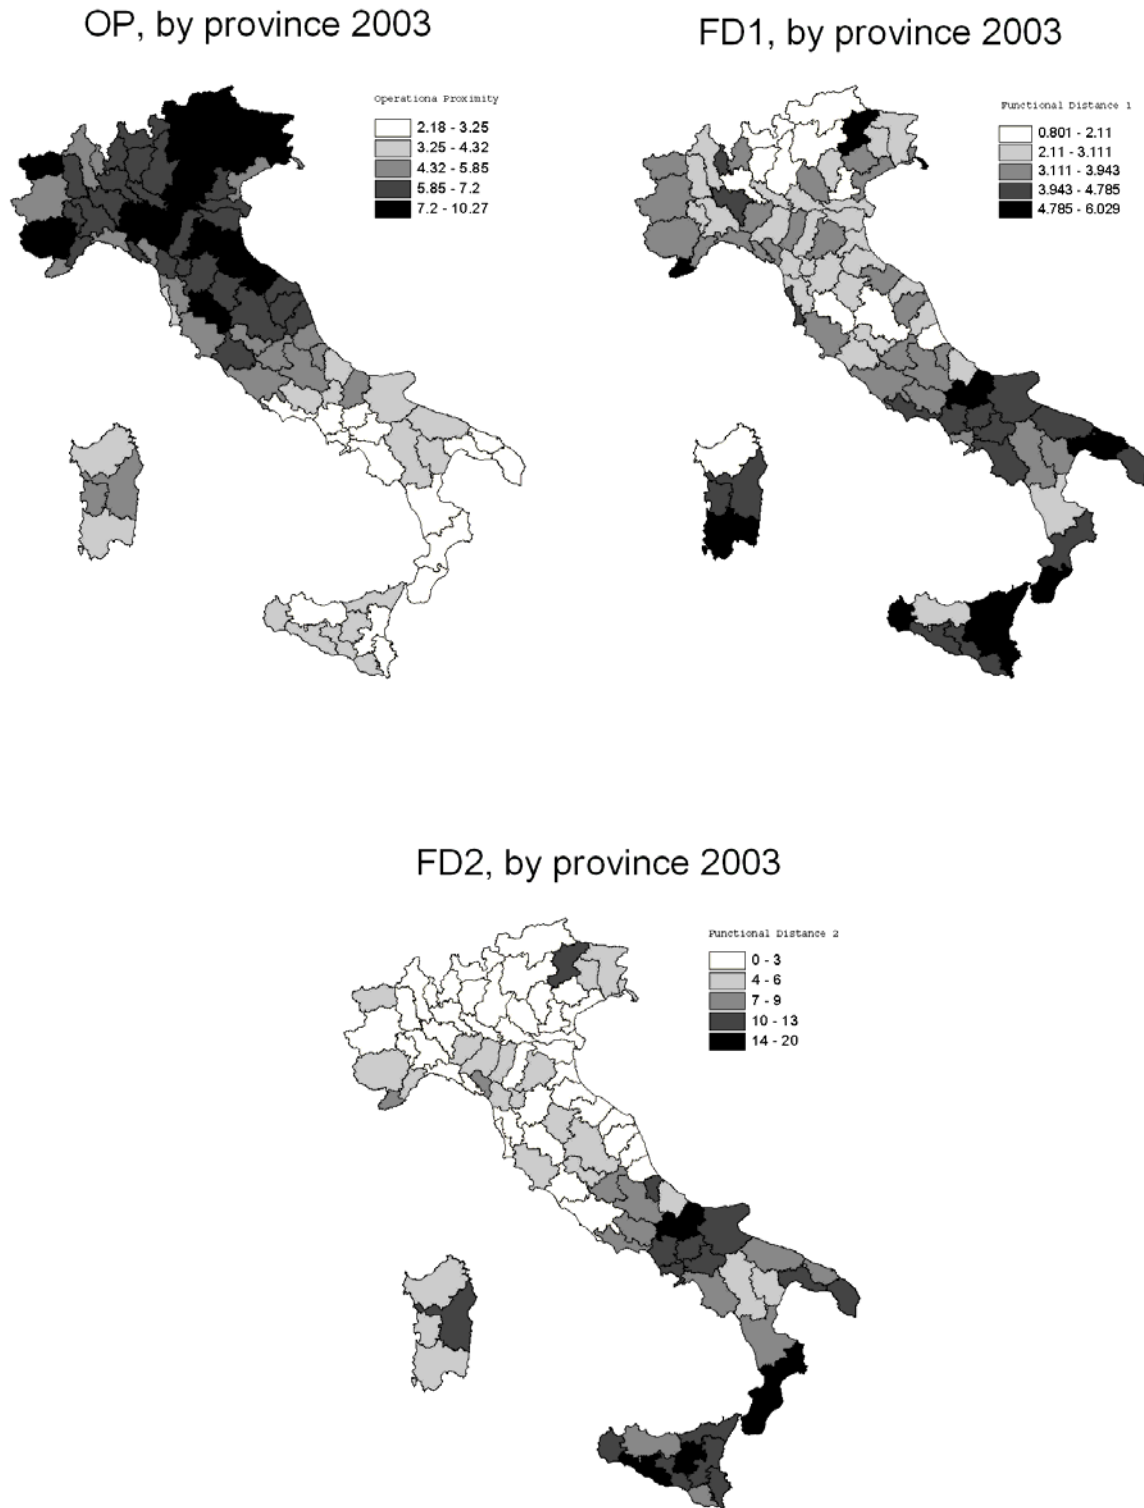 OP, by province 2003
Operationa Proximity
2.18 - 3.25
3.25 - 4.32
4.32 - 5.85
5.85 - 7.2
7.2 - 10.27
FD1, by province 2003
Functional Distance 1
0.801 - 2.11
2.11 - 3.111
3.111 - 3.943
3.943 - 4.785
4.785 - 6.029
FD2, by province 2003
Functional Distance 2
0 - 3
4 - 6
7 - 9
10 - 13
14 - 20